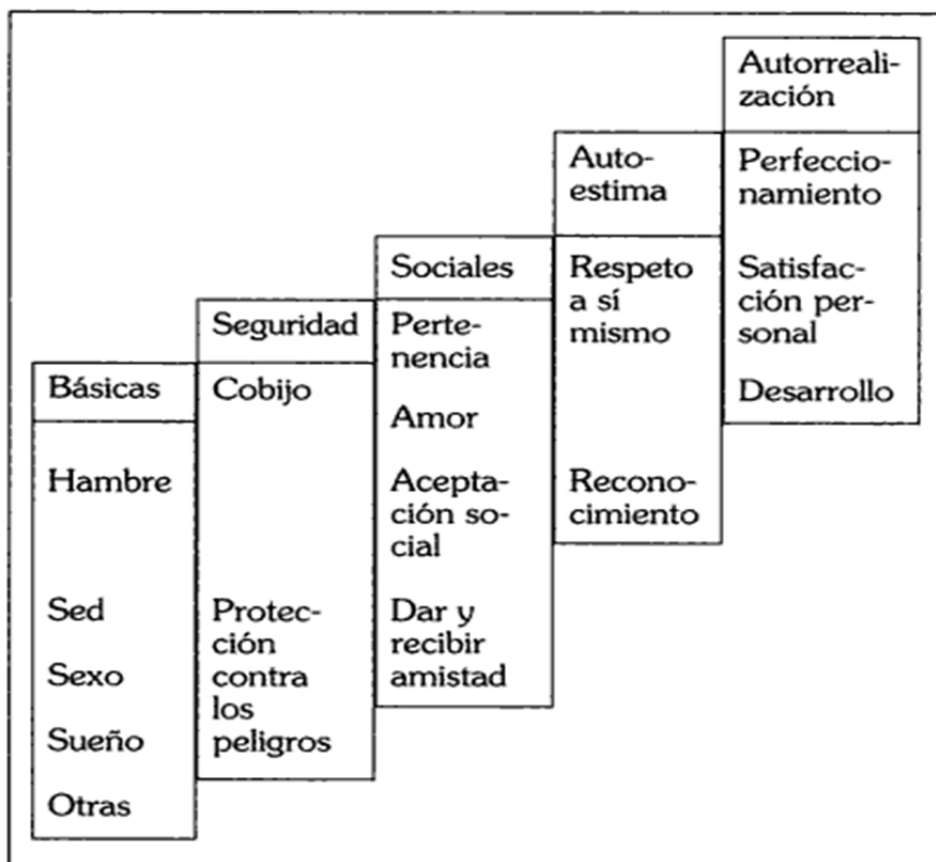 Básicas
Hambre
Sed
Sexo
Sueño
Otras
Seguridad
Cobijo
Protec-
ción
contra
los
peligros
Sociales
Perte-
nencia
Amor
Acepta-
ción so-
cial
Dar y
recibir
amistad
Auto-
estima
Respeto
a sí
mismo
Recono-
cimiento
Autorreali-
zación
Perfeccio-
namiento
Satisfac-
ción per-
sonal
Desarrollo